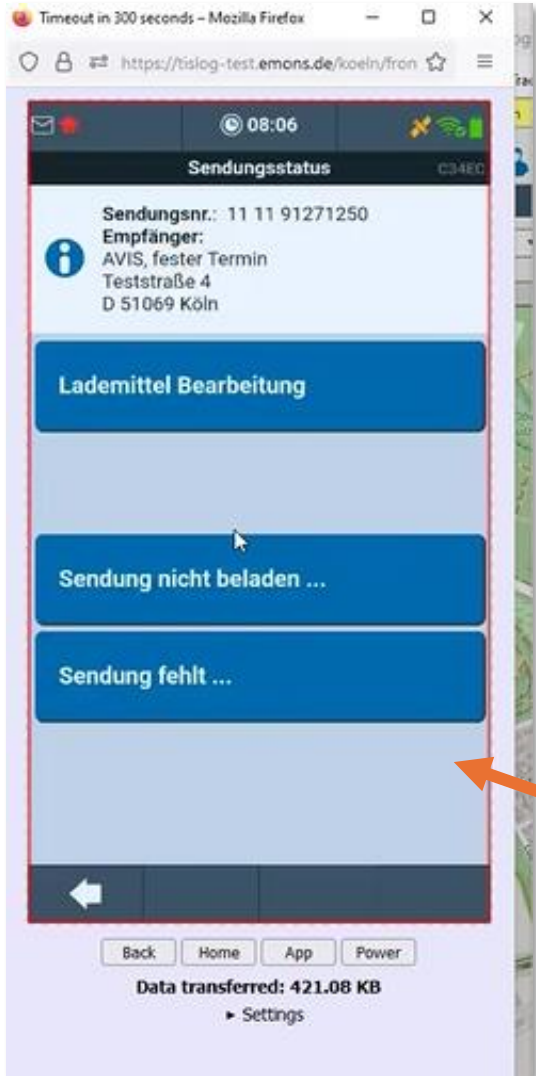 Timeout in 300 seconds – Mozilla Firefox
https://tislog-test.emons.de/koeln/fron
08:06
Sendungsstatus
C34EC
Sendungsnr.: 11 11 91271250
Empfänger:
AVIS, fester Termin
Teststraße 4
D 51069 Köln
Lademittel Bearbeitung
Sendung nicht beladen ...
Sendung fehlt ...
Back Home App Power
Data transferred: 421.08 KB
▸ Settings